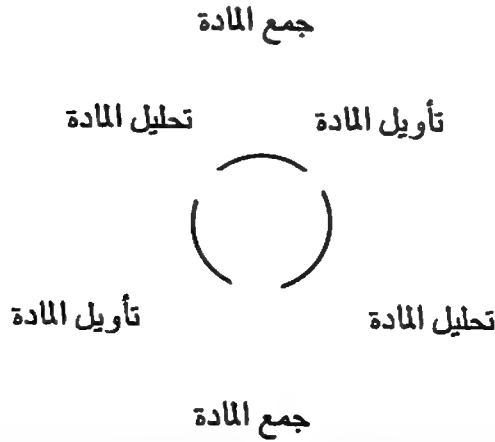 جمع المادة
تأويل المادة
تحليل المادة
تحليل المادة
تأويل المادة
جمع المادة